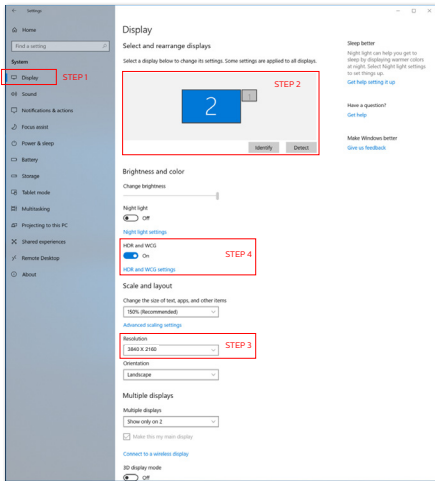 Settings
Home
Find a setting
System
Display
STEP 1
Sound
Notifications & actions
Focus assist
Power & sleep
Battery
Storage
Tablet mode
Multitasking
Projecting to this PC
Shared experiences
Remote Desktop
About
Display
Select and rearrange displays
Select a display below to change its settings. Some settings are applied to all displays.
STEP 2
2
1
Identify
Detect
Brightness and color
Change brightness
Night light
Off
Night light settings
HDR and WCG
On
STEP 4
HDR and WCG settings
Scale and layout
Change the size of text, apps, and other items
150% (Recommended)
Advanced scaling settings
Resolution
3840 X 2160
STEP 3
Orientation
Landscape
Multiple displays
Multiple displays
Show only on 2
Make this my main display
Connect to a wireless display
3D display mode
Off
Sleep better
Night light can help you get to
sleep by displaying warmer colors
at night. Select Night light settings
to set things up.
Get help setting it up
Have a question?
Get help
Make Windows better
Give us feedback